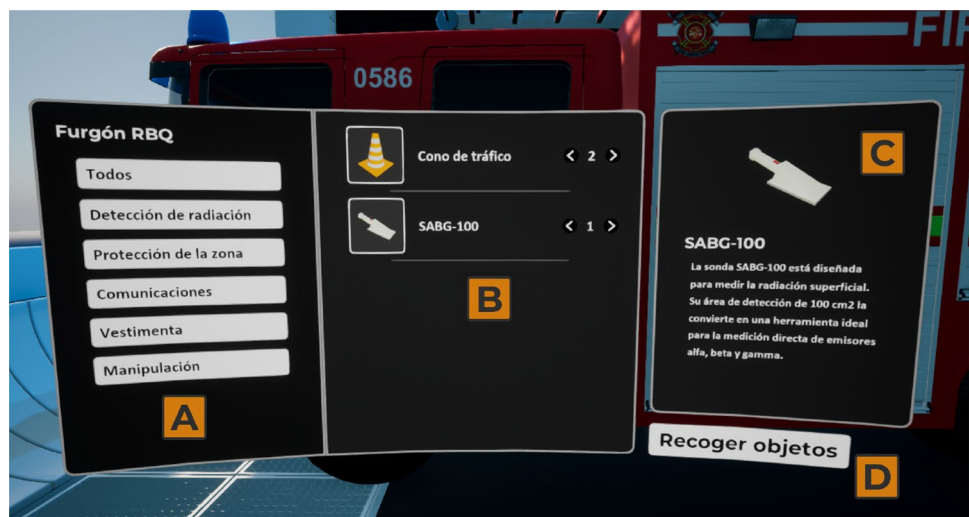 0586
FI
Furgón RBQ
Todos
Detección de radiación
Protección de la zona
Comunicaciones
Vestimenta
Manipulación
A
Cono de tráfico < 2 >
SABG-100 < 1 >
B
C
SABG-100
La sonda SABG-100 está diseñada
para medir la radiación superficial.
Su área de detección de 100 cm2 la
convierte en una herramienta ideal
para la medición directa de emisores
alfa, beta y gamma.
Recoger objetos
D